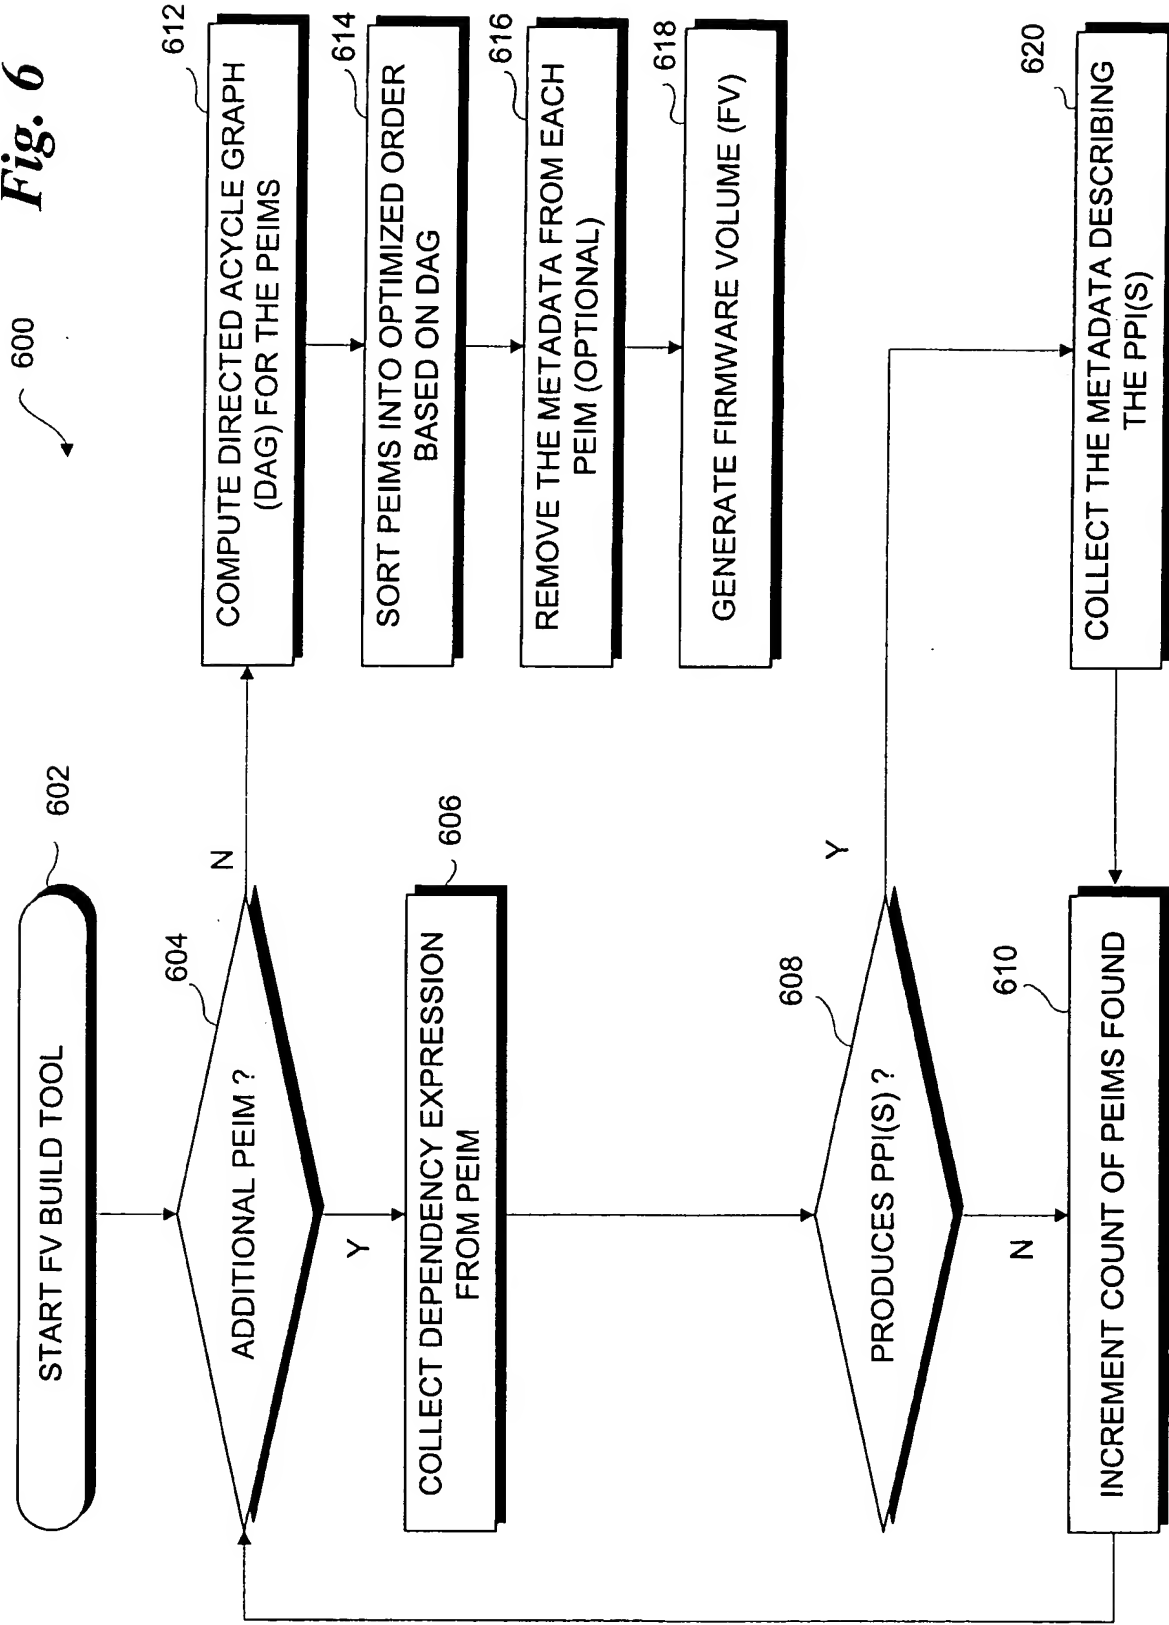 Fig. 6
600
START FV BUILD TOOL
602
604
ADDITIONAL PEIM ?
N
Y
COLLECT DEPENDENCY EXPRESSION
FROM PEIM
606
608
PRODUCES PPI(S) ?
Y
N
610
INCREMENT COUNT OF PEIMS FOUND
612
COMPUTE DIRECTED ACYCLE GRAPH
(DAG) FOR THE PEIMS
614
SORT PEIMS INTO OPTIMIZED ORDER
BASED ON DAG
616
REMOVE THE METADATA FROM EACH
PEIM (OPTIONAL)
618
GENERATE FIRMWARE VOLUME (FV)
620
COLLECT THE METADATA DESCRIBING
THE PPI(S)